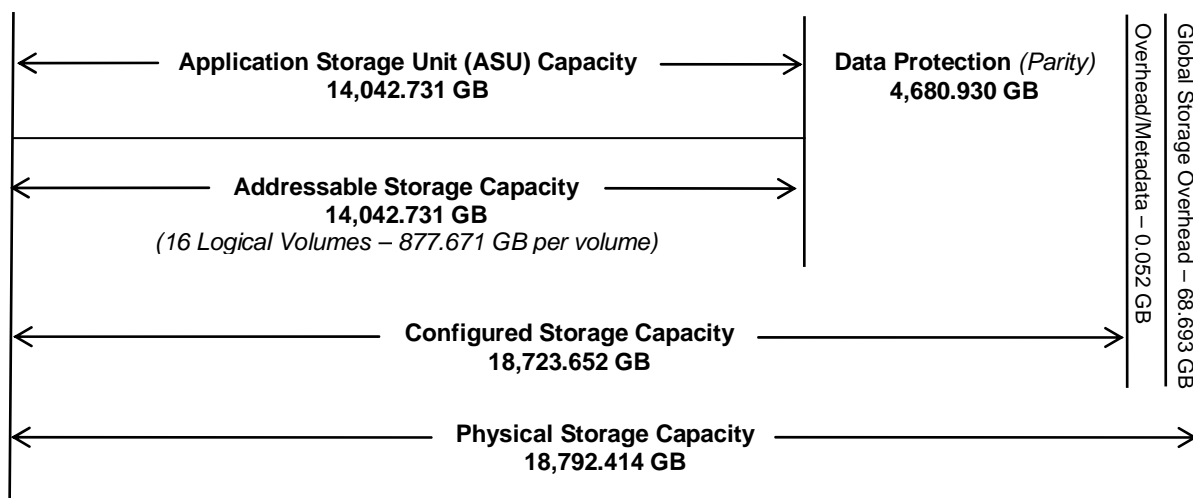 Application Storage Unit (ASU) Capacity
14,042.731 GB
Data Protection (Parity)
4,680.930 GB
Overhead/Metadata – 0.052 GB
Global Storage Overhead – 68.693 GB
Addressable Storage Capacity
14,042.731 GB
(16 Logical Volumes – 877.671 GB per volume)
Configured Storage Capacity
18,723.652 GB
Physical Storage Capacity
18,792.414 GB